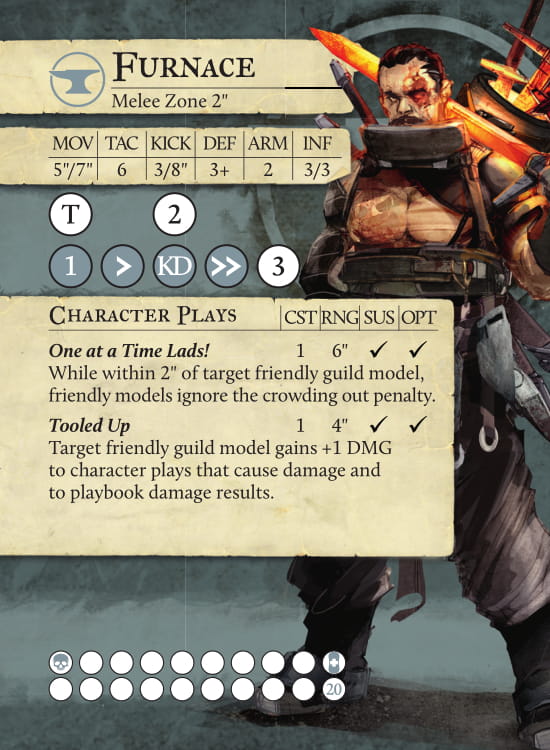 FURNACE
Melee Zone 2"
MOV TAC KICK DEF ARM INF
5"/7" 6 3/8" 3+ 2 3/3
T 2
1 > KD >> 3
CHARACTER PLAYS CST RNG SUS OPT
One at a Time Lads! 1 6" ✓ ✓
While within 2" of target friendly guild model,
friendly models ignore the crowding out penalty.
Tooled Up 1 4" ✓ ✓
Target friendly guild model gains +1 DMG
to character plays that cause damage and
to playbook damage results.
20